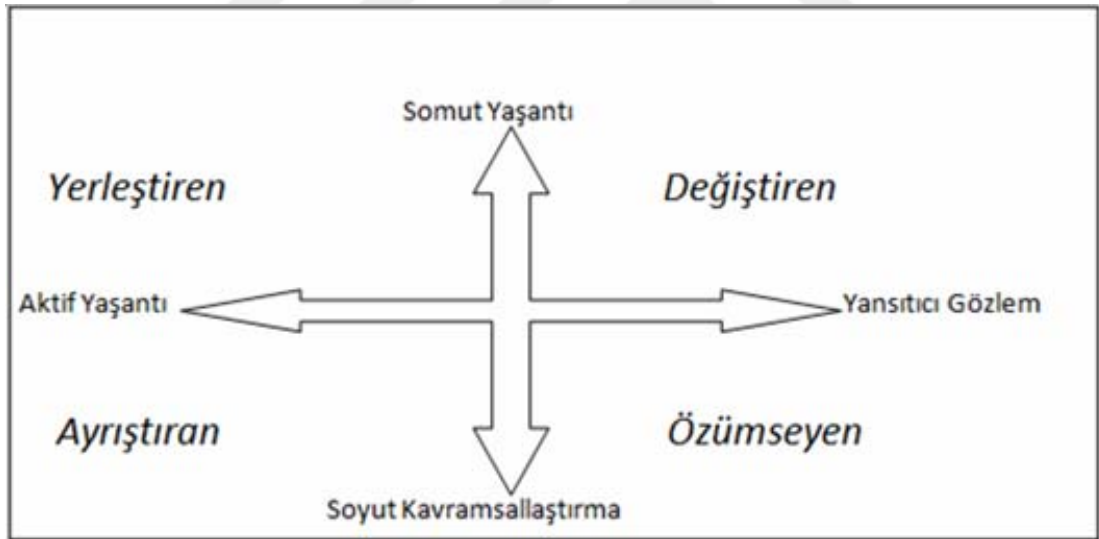 Somut Yaşantı
Yerleştiren
Değiştiren
Aktif Yaşantı
Yansıtıcı Gözlem
Ayrıştıran
Özümseyen
Soyut Kavramsallaştırma